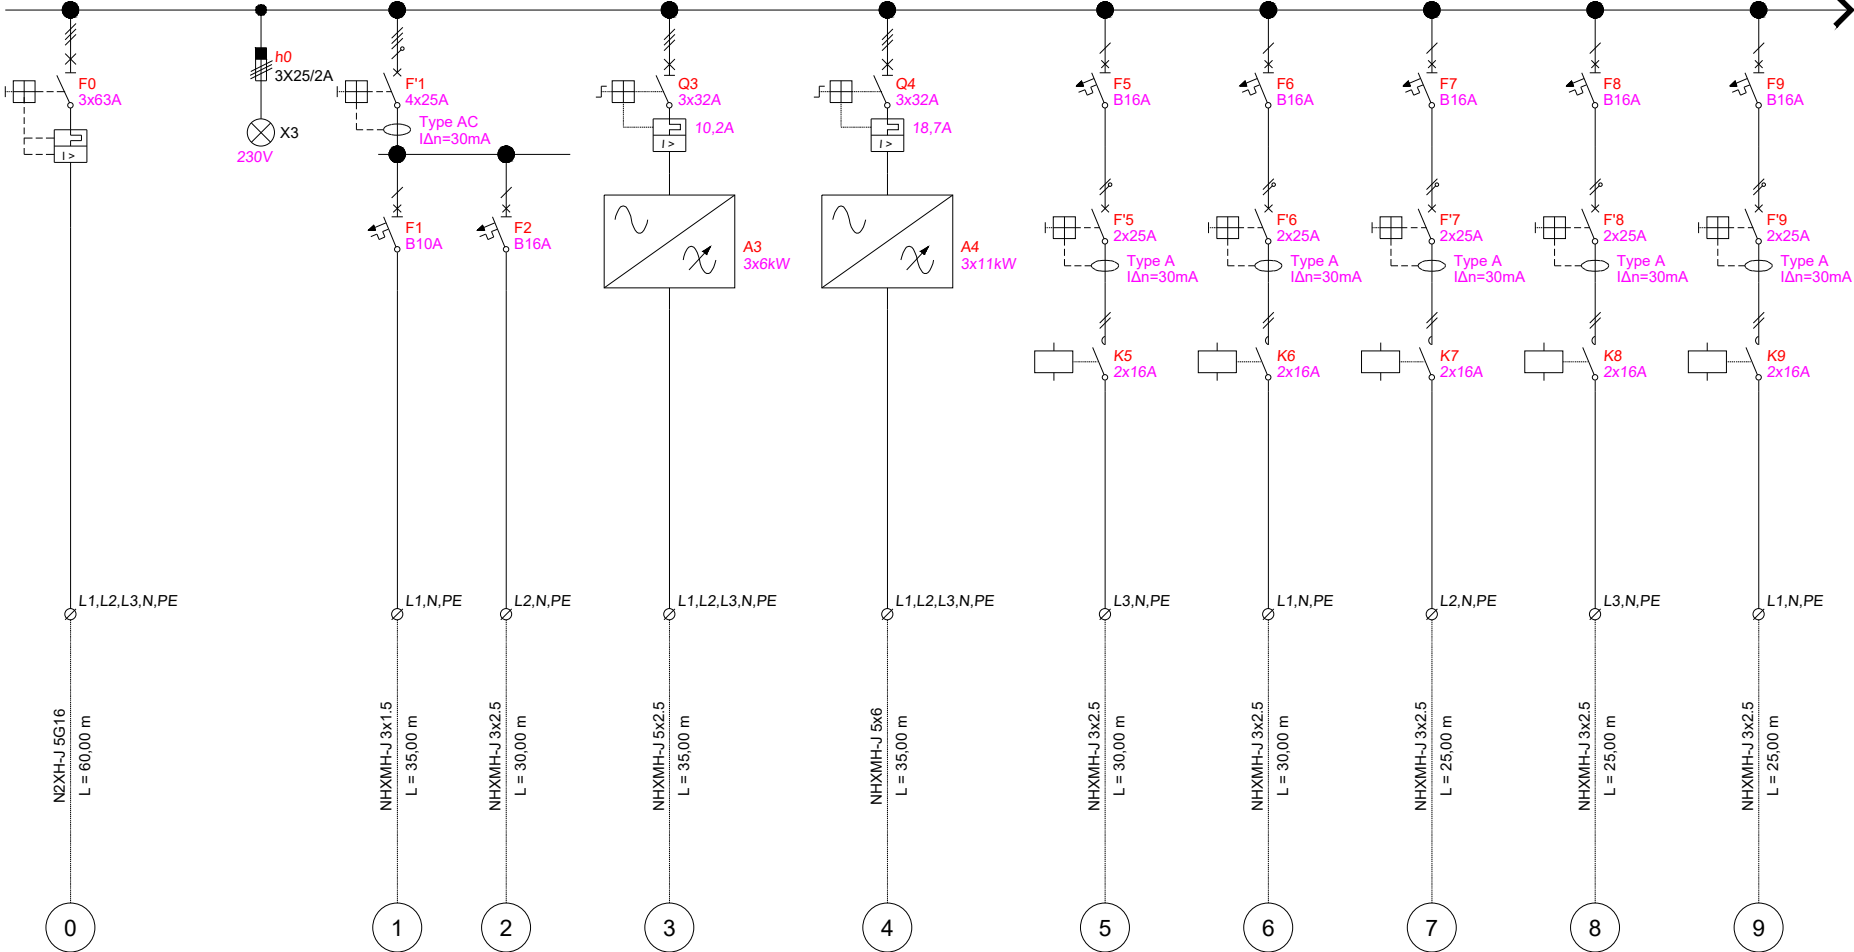 F0
3x63A
I >
h0
3X25/2A
X3
230V
F'1
4x25A
Type AC
IΔn=30mA
F1
B10A
F2
B16A
Q3
3x32A
10,2A
I >
A3
3x6kW
Q4
3x32A
18,7A
I >
A4
3x11kW
F5
B16A
F'5
2x25A
Type A
IΔn=30mA
K5
2x16A
F6
B16A
F'6
2x25A
Type A
IΔn=30mA
K6
2x16A
F7
B16A
F'7
2x25A
Type A
IΔn=30mA
K7
2x16A
F8
B16A
F'8
2x25A
Type A
IΔn=30mA
K8
2x16A
F9
B16A
F'9
2x25A
Type A
IΔn=30mA
K9
2x16A
L1,L2,L3,N,PE
L1,N,PE
L2,N,PE
L1,L2,L3,N,PE
L1,L2,L3,N,PE
L3,N,PE
L1,N,PE
L2,N,PE
L3,N,PE
L1,N,PE
N2XH-J 5G16
L = 60,00 m
NHXMH-J 3x1.5
L = 35,00 m
NHXMH-J 3x2.5
L = 30,00 m
NHXMH-J 5x2.5
L = 35,00 m
NHXMH-J 5x6
L = 35,00 m
NHXMH-J 3x2.5
L = 30,00 m
NHXMH-J 3x2.5
L = 30,00 m
NHXMH-J 3x2.5
L = 25,00 m
NHXMH-J 3x2.5
L = 25,00 m
NHXMH-J 3x2.5
L = 25,00 m
0
1
2
3
4
5
6
7
8
9